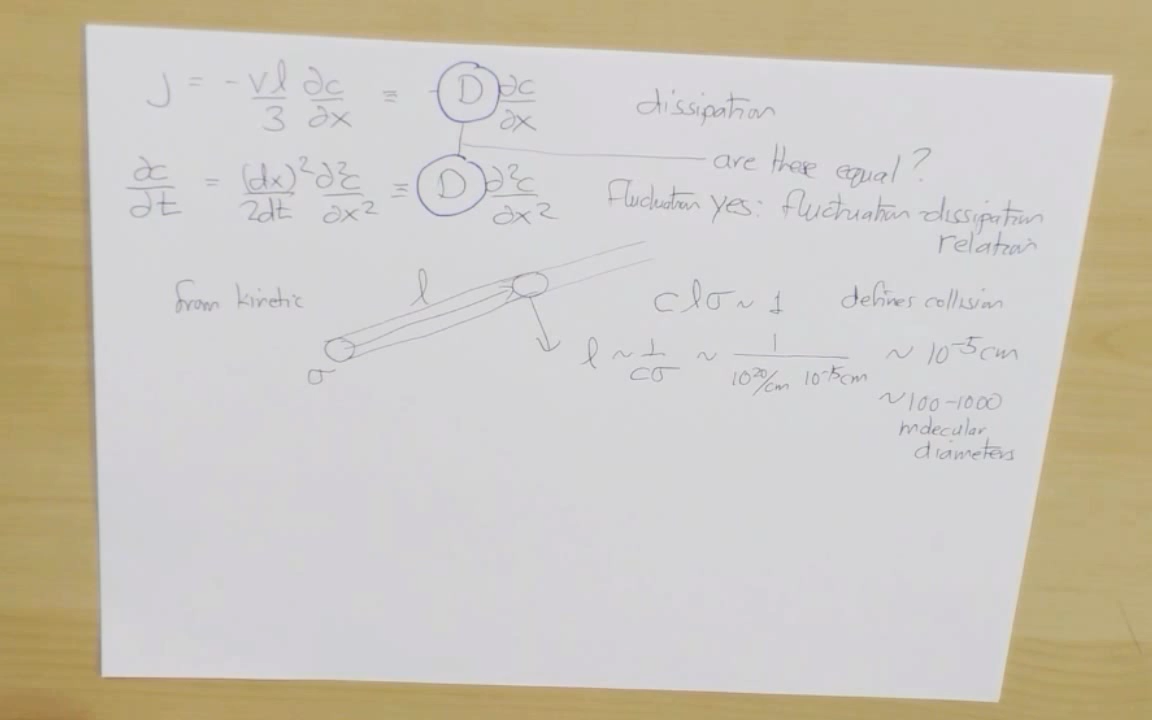 J = -vl/3 ∂c/∂x ≡ -D ∂c/∂x dissipation
are these equal?
∂c/∂t = (dx)²/2dt ∂²c/∂x² ≡ D ∂²c/∂x² Fluctuation yes: fluctuation-dissipation
relation
from kinetic l clσ ~ 1 defines collision
σ l ~ 1/cσ ~ 1/10²⁰/cm 10⁻¹⁵cm ~ 10⁻⁵cm
~100-1000
molecular
diameters